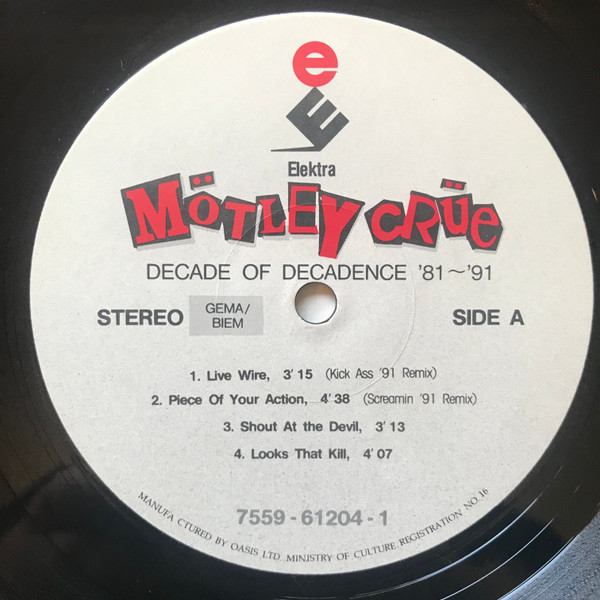 e
E
Elektra
MÖTLEY CRÜE
DECADE OF DECADENCE '81~'91
STEREO GEMA/ SIDE A
BIEM
1. Live Wire, 3'15 (Kick Ass '91 Remix)
2. Piece Of Your Action, 4'38 (Screamin '91 Remix)
3. Shout At the Devil, 3'13
4. Looks That Kill, 4'07
7559-61204-1
MANUFA CTURED BY OASIS LTD. MINISTRY OF CULTURE REGISTRATION NO.16